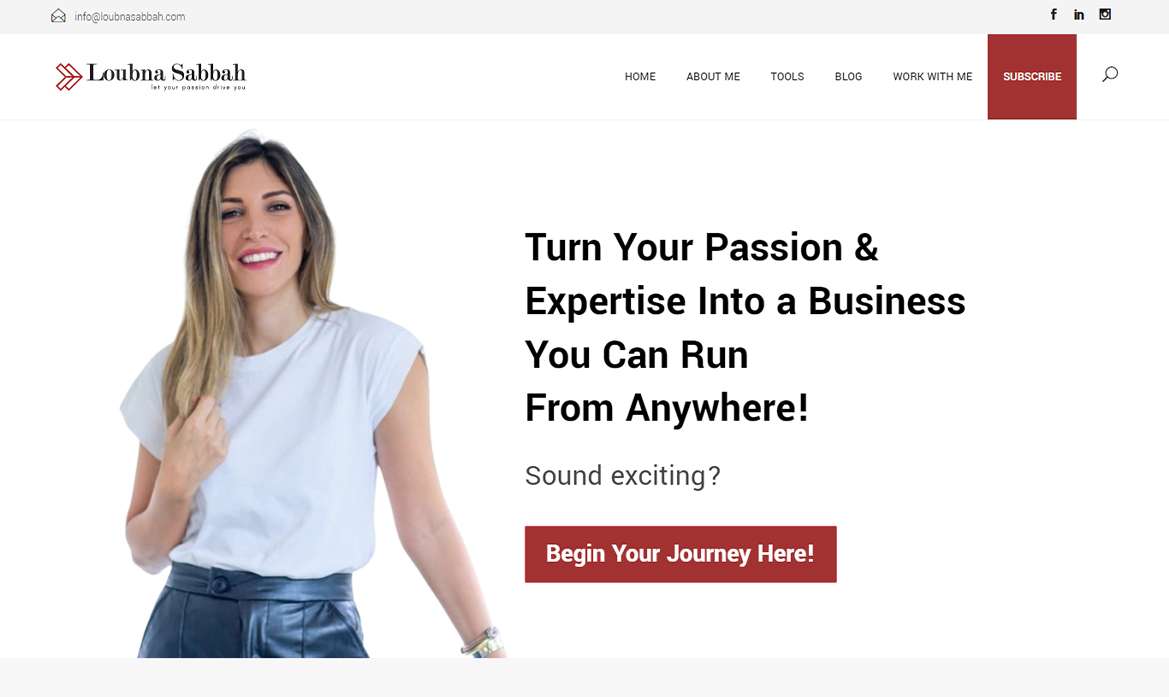 info@loubnasabbah.com
Loubna Sabbah
let your passion drive you
HOME
ABOUT ME
TOOLS
BLOG
WORK WITH ME
SUBSCRIBE
Turn Your Passion &
Expertise Into a Business
You Can Run
From Anywhere!
Sound exciting?
Begin Your Journey Here!